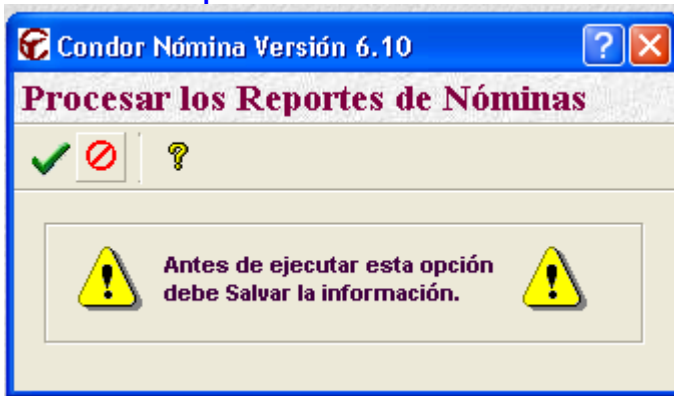 Condor Nómina Versión 6.10
Procesar los Reportes de Nóminas
Antes de ejecutar esta opción
debe Salvar la información.